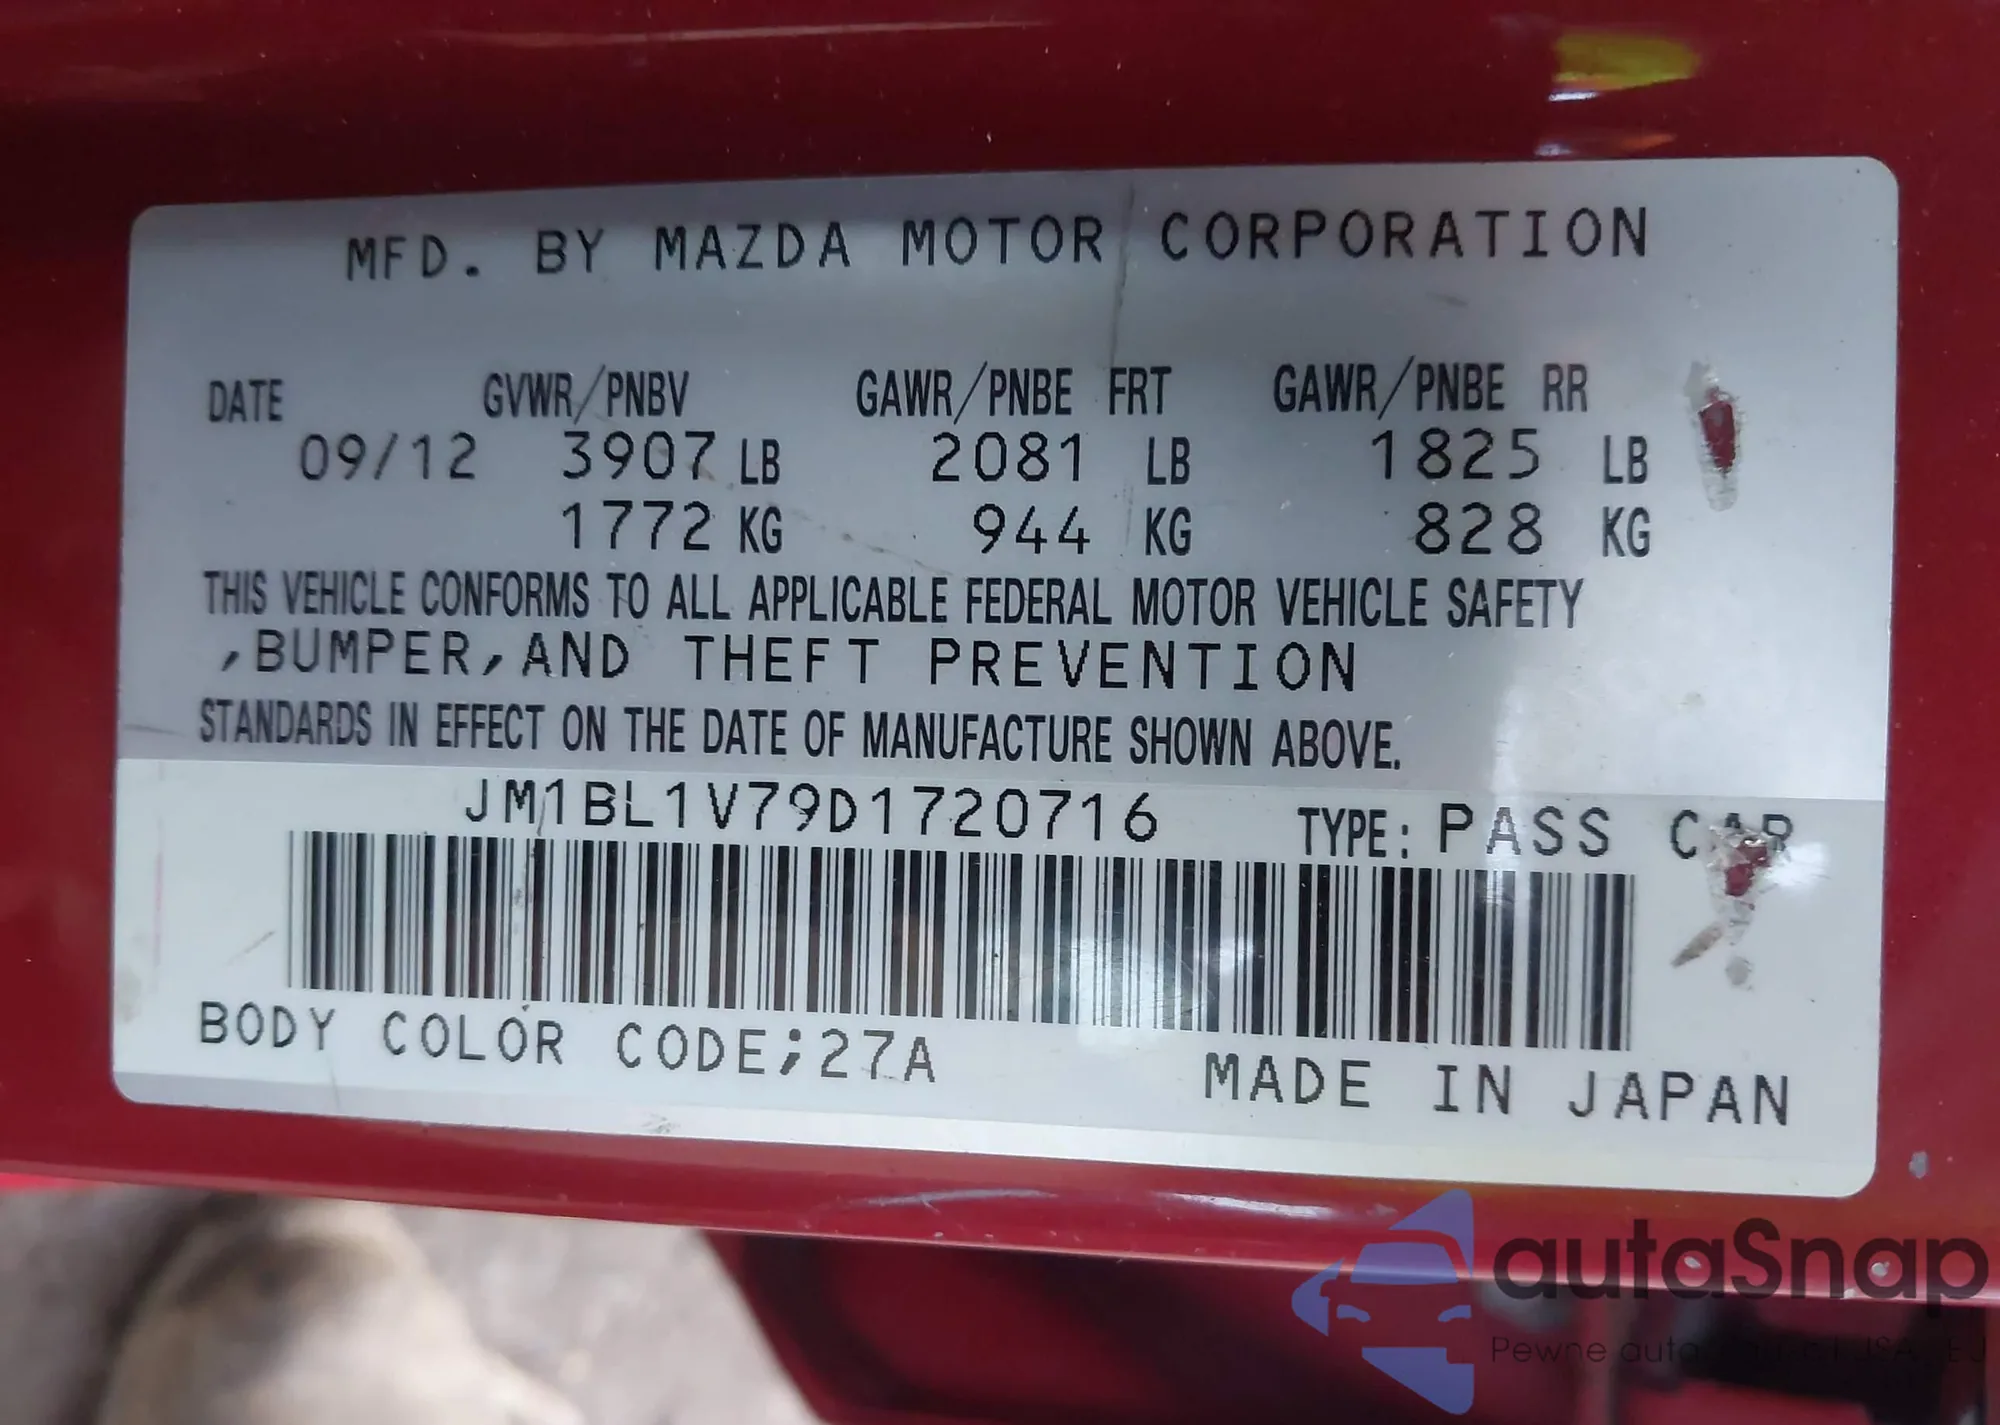 MFD. BY MAZDA MOTOR CORPORATION
DATE GVWR/PNBV GAWR/PNBE FRT GAWR/PNBE RR
09/12 3907 LB 2081 LB 1825 LB
1772 KG 944 KG 828 KG
THIS VEHICLE CONFORMS TO ALL APPLICABLE FEDERAL MOTOR VEHICLE SAFETY
,BUMPER,AND THEFT PREVENTION
STANDARDS IN EFFECT ON THE DATE OF MANUFACTURE SHOWN ABOVE.
JM1BL1V79D1720716 TYPE: PASS CAR
BODY COLOR CODE;27A
MADE IN JAPAN
autaSnap
Pewne auta